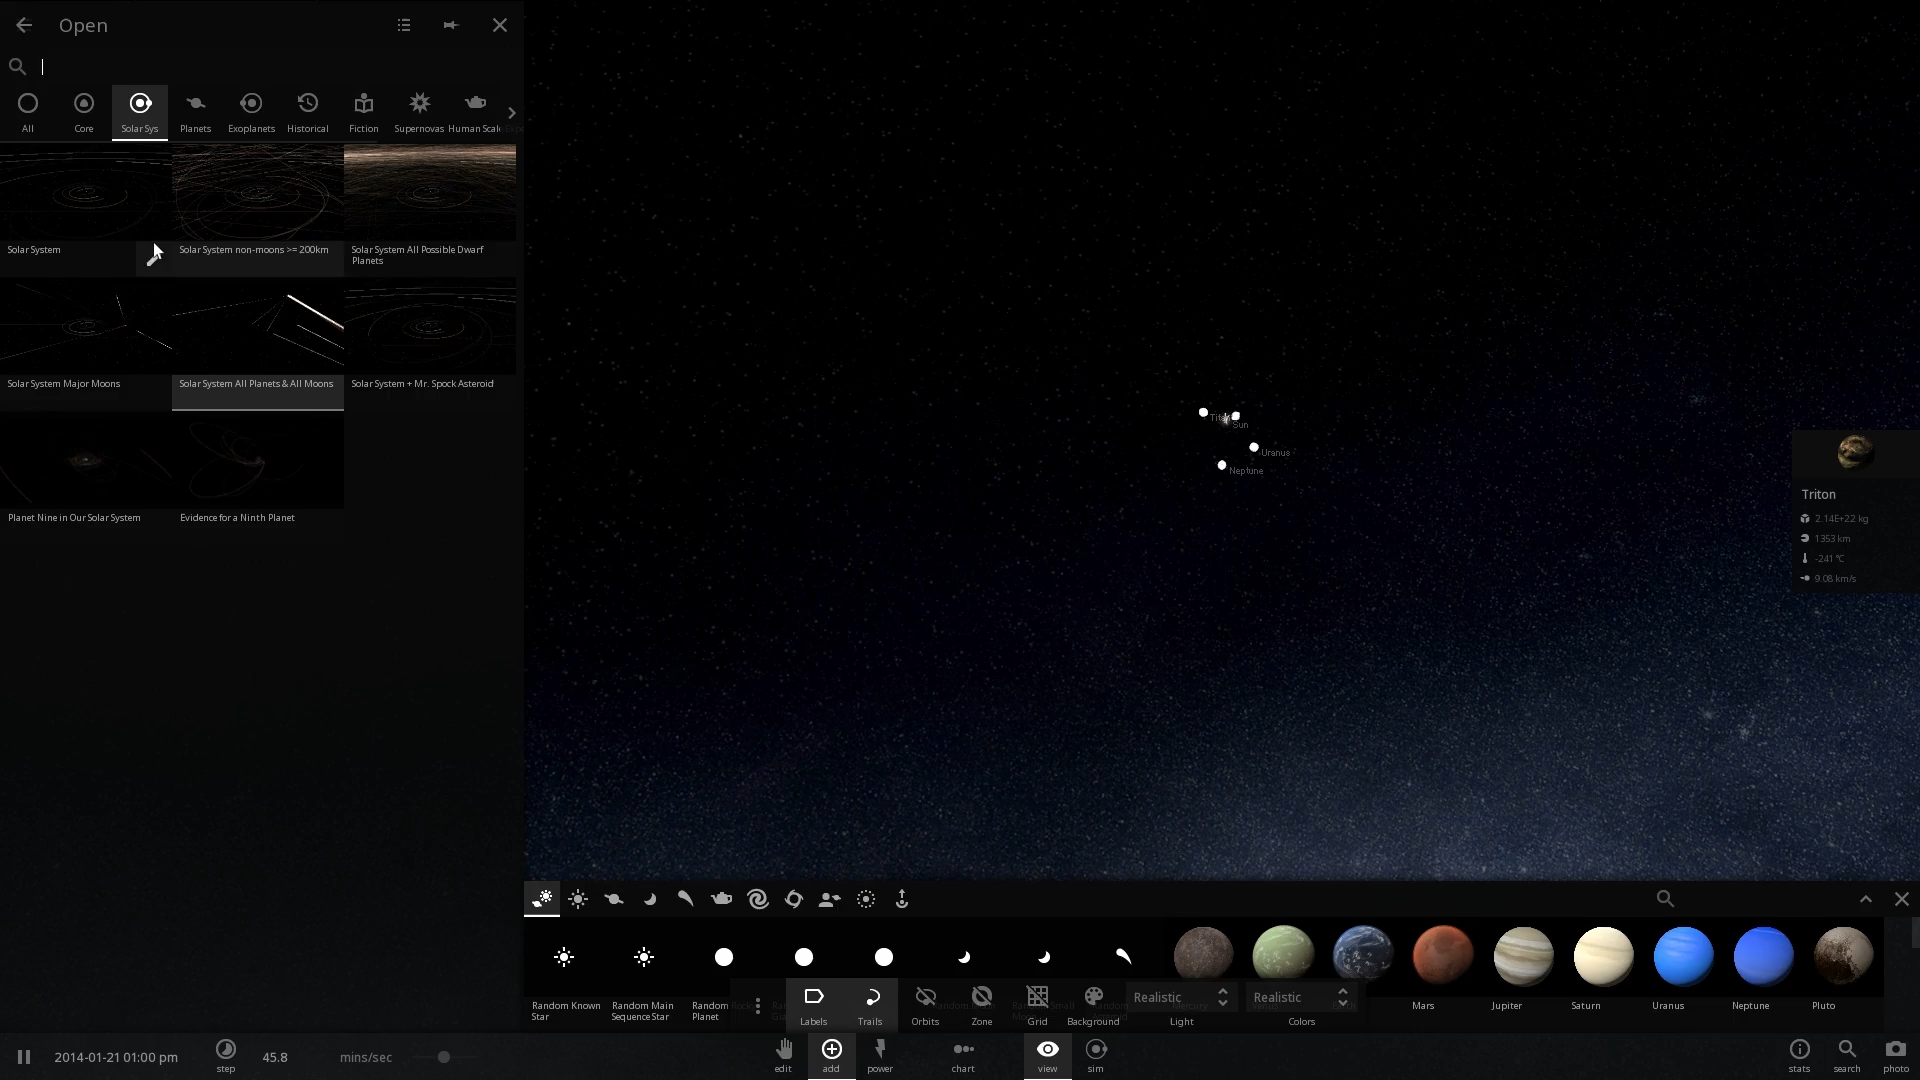 Open
All
Core
Solar Sys
Planets
Exoplanets
Historical
Fiction
Supernovas
Human Scal
Solar System
Solar System non-moons >= 200km
Solar System All Possible Dwarf
Planets
Solar System Major Moons
Solar System All Planets & All Moons
Solar System + Mr. Spock Asteroid
Planet Nine in Our Solar System
Evidence for a Ninth Planet
Sun
Uranus
Neptune
Triton
2.14E+22 kg
1353 km
-241 °C
9.08 km/s
Random Known
Star
Random Main
Sequence Star
Random
Planet
Mars
Jupiter
Saturn
Uranus
Neptune
Pluto
Labels
Trails
Orbits
Zone
Grid
Background
Realistic
Light
Realistic
Colors
2014-01-21 01:00 pm
step
45.8
mins/sec
edit
add
power
chart
view
sim
stats
search
photo